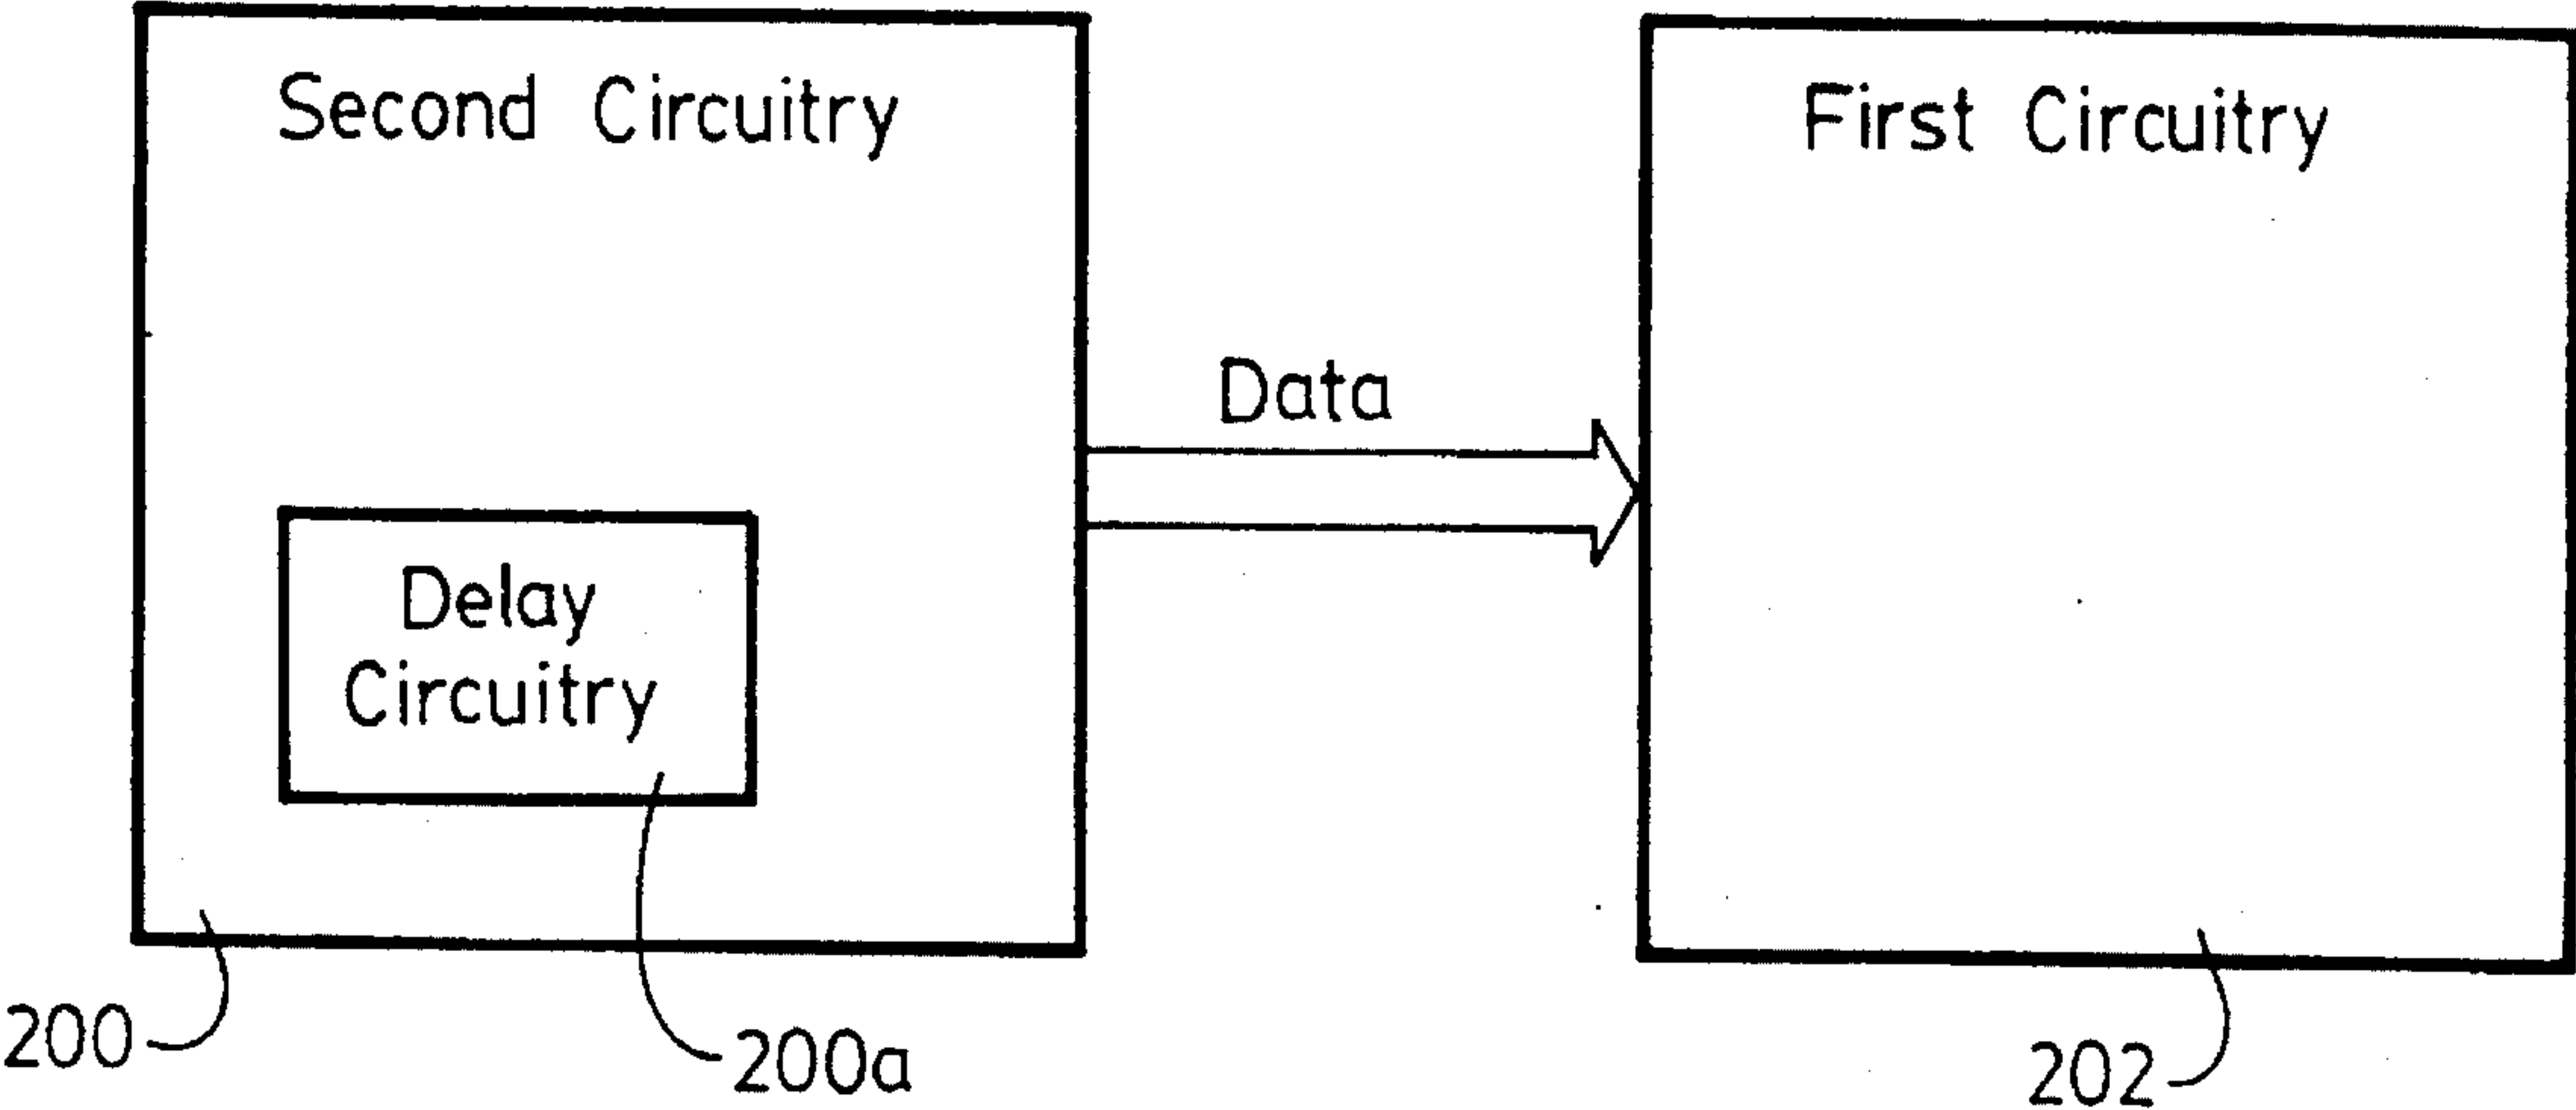 Second Circuitry
First Circuitry
Data
Delay
Circuitry
200
200a
202